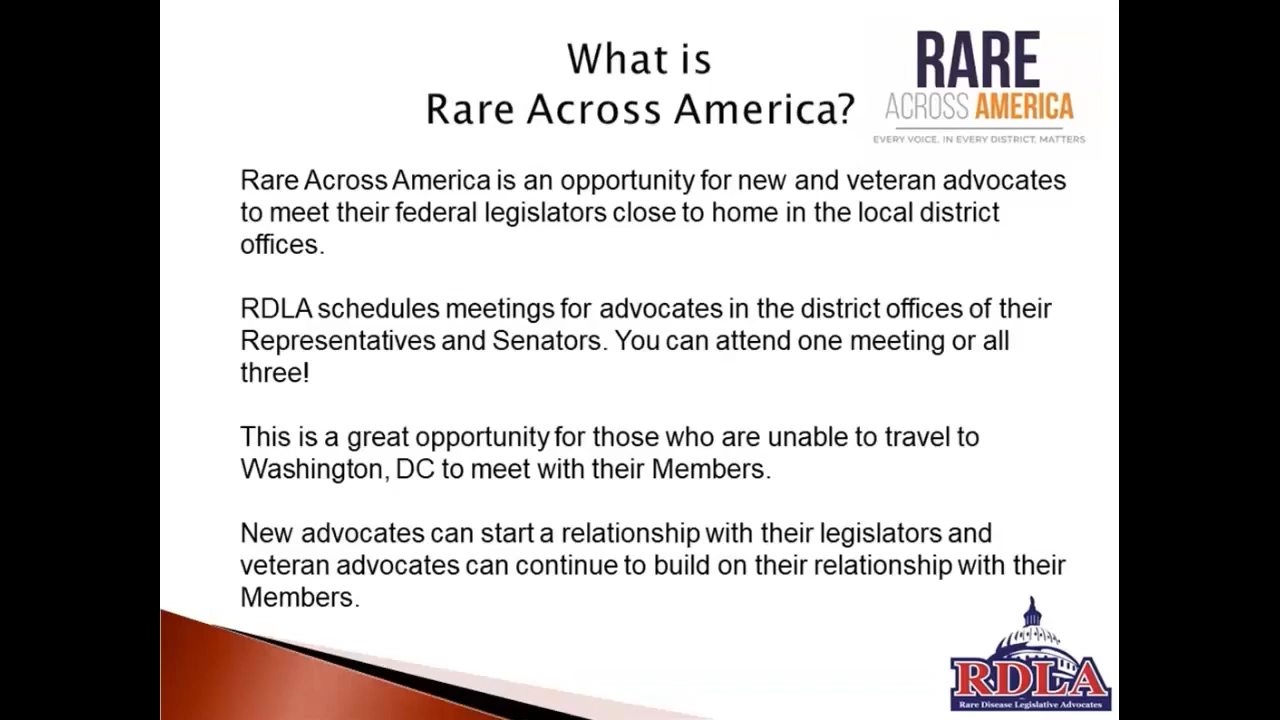 What is
Rare Across America?
RARE
ACROSS AMERICA
EVERY VOICE, IN EVERY DISTRICT, MATTERS
Rare Across America is an opportunity for new and veteran advocates
to meet their federal legislators close to home in the local district
offices.
RDLA schedules meetings for advocates in the district offices of their
Representatives and Senators. You can attend one meeting or all
three!
This is a great opportunity for those who are unable to travel to
Washington, DC to meet with their Members.
New advocates can start a relationship with their legislators and
veteran advocates can continue to build on their relationship with their
Members.
RDLA
Rare Disease Legislative Advocates